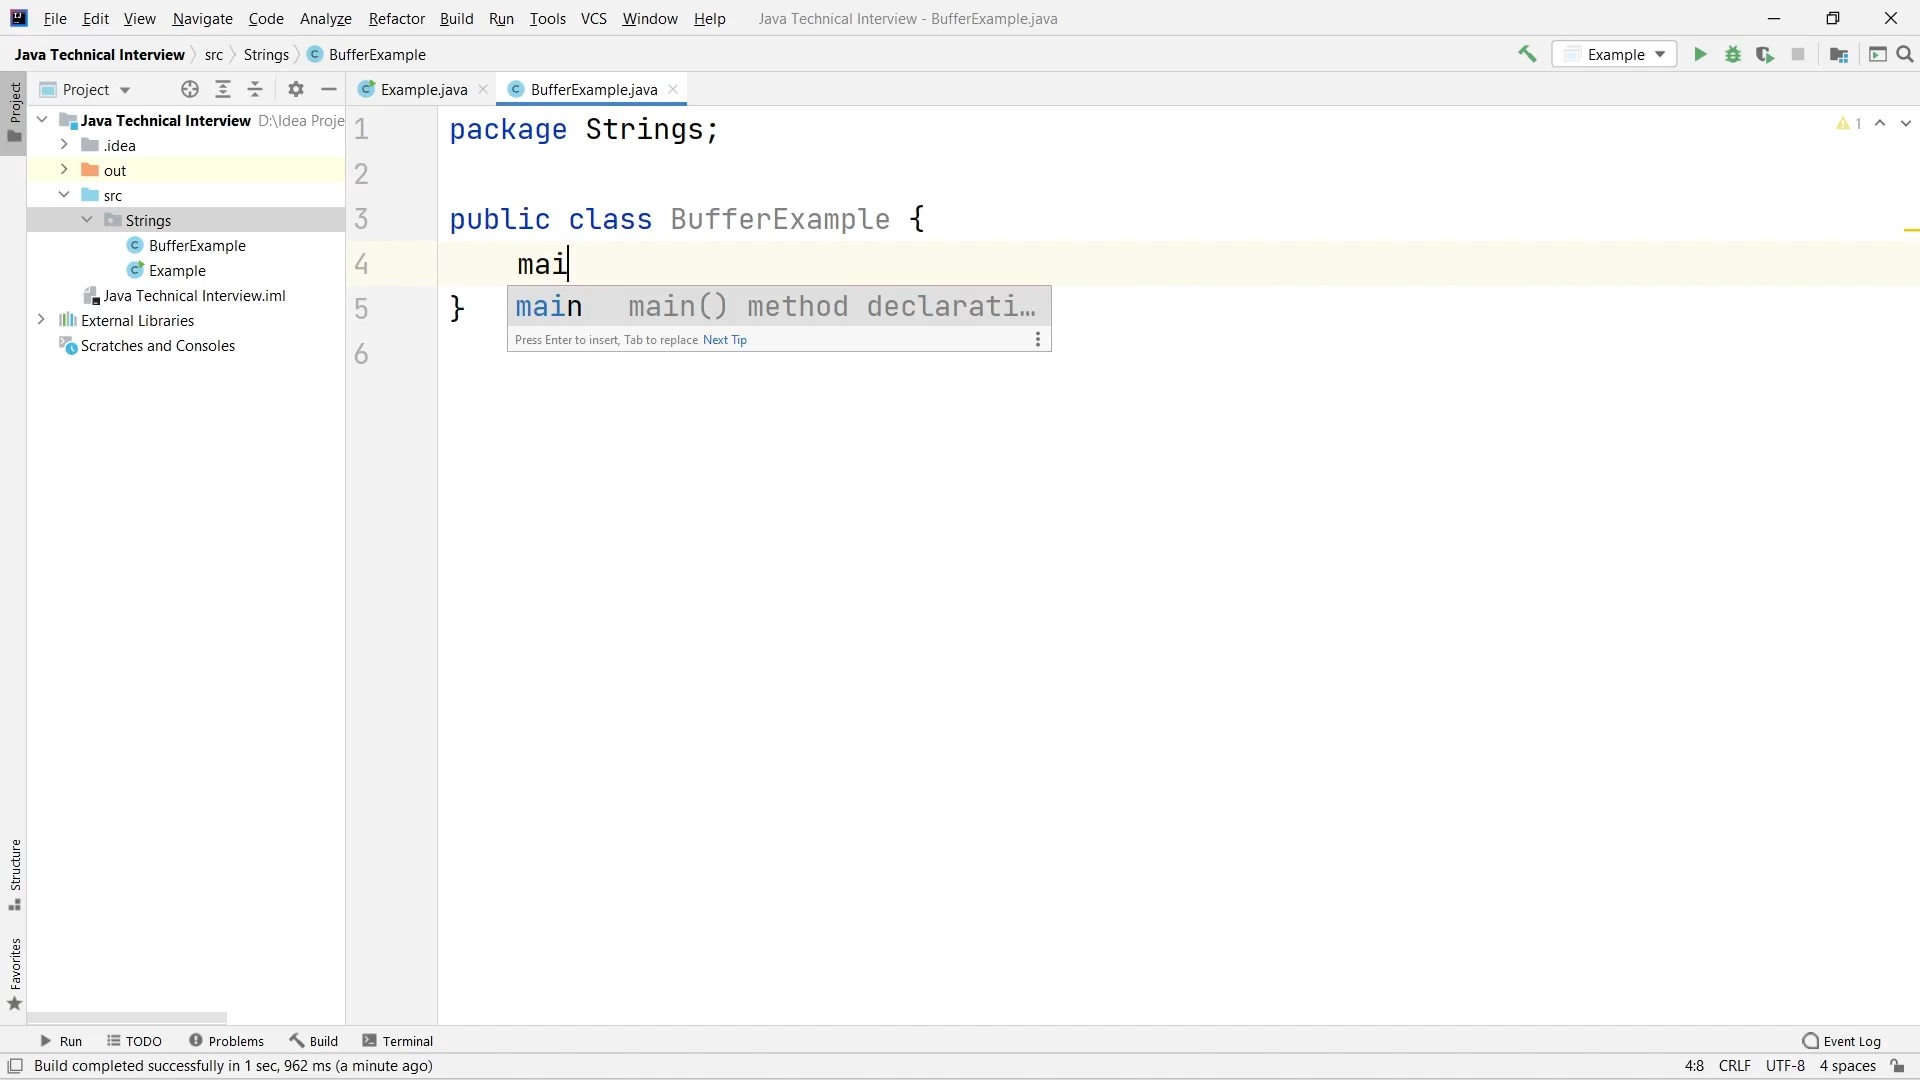 File Edit View Navigate Code Analyze Refactor Build Run Tools VCS Window Help Java Technical Interview - BufferExample.java
Java Technical Interview src Strings BufferExample Example
Project Project Example.java BufferExample.java
Java Technical Interview D:\Idea Proje
.idea
out
src
Strings
BufferExample
Example
Java Technical Interview.iml
External Libraries
Scratches and Consoles
1 package Strings;
2
3 public class BufferExample {
4 mai
5 }
6
main main() method declarati…
Press Enter to insert, Tab to replace Next Tip
1
Structure
Favorites
Run TODO Problems Build Terminal Event Log
Build completed successfully in 1 sec, 962 ms (a minute ago) 4:8 CRLF UTF-8 4 spaces